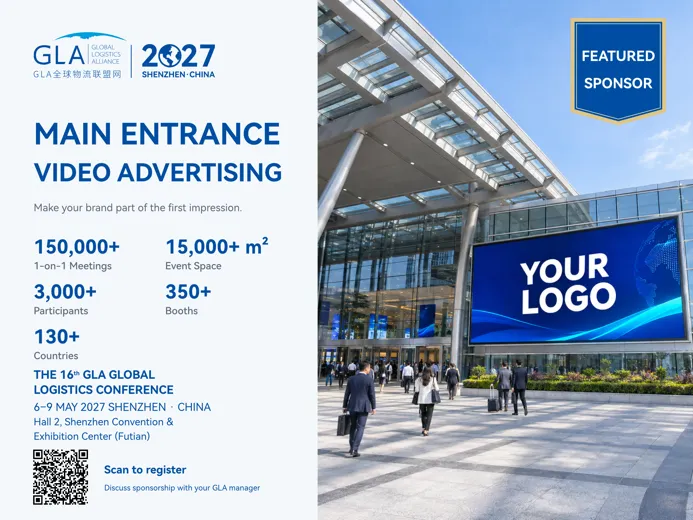 GLA
GLOBAL
LOGISTICS
ALLIANCE
GLA全球物流联盟网
2027
SHENZHEN·CHINA
FEATURED
SPONSOR
MAIN ENTRANCE
VIDEO ADVERTISING
Make your brand part of the first impression.
150,000+
1-on-1 Meetings
15,000+ m²
Event Space
3,000+
Participants
350+
Booths
130+
Countries
YOUR
LOGO
THE 16th GLA GLOBAL
LOGISTICS CONFERENCE
6–9 MAY 2027 SHENZHEN · CHINA
Hall 2, Shenzhen Convention &
Exhibition Center (Futian)
Scan to register
Discuss sponsorship with your GLA manager